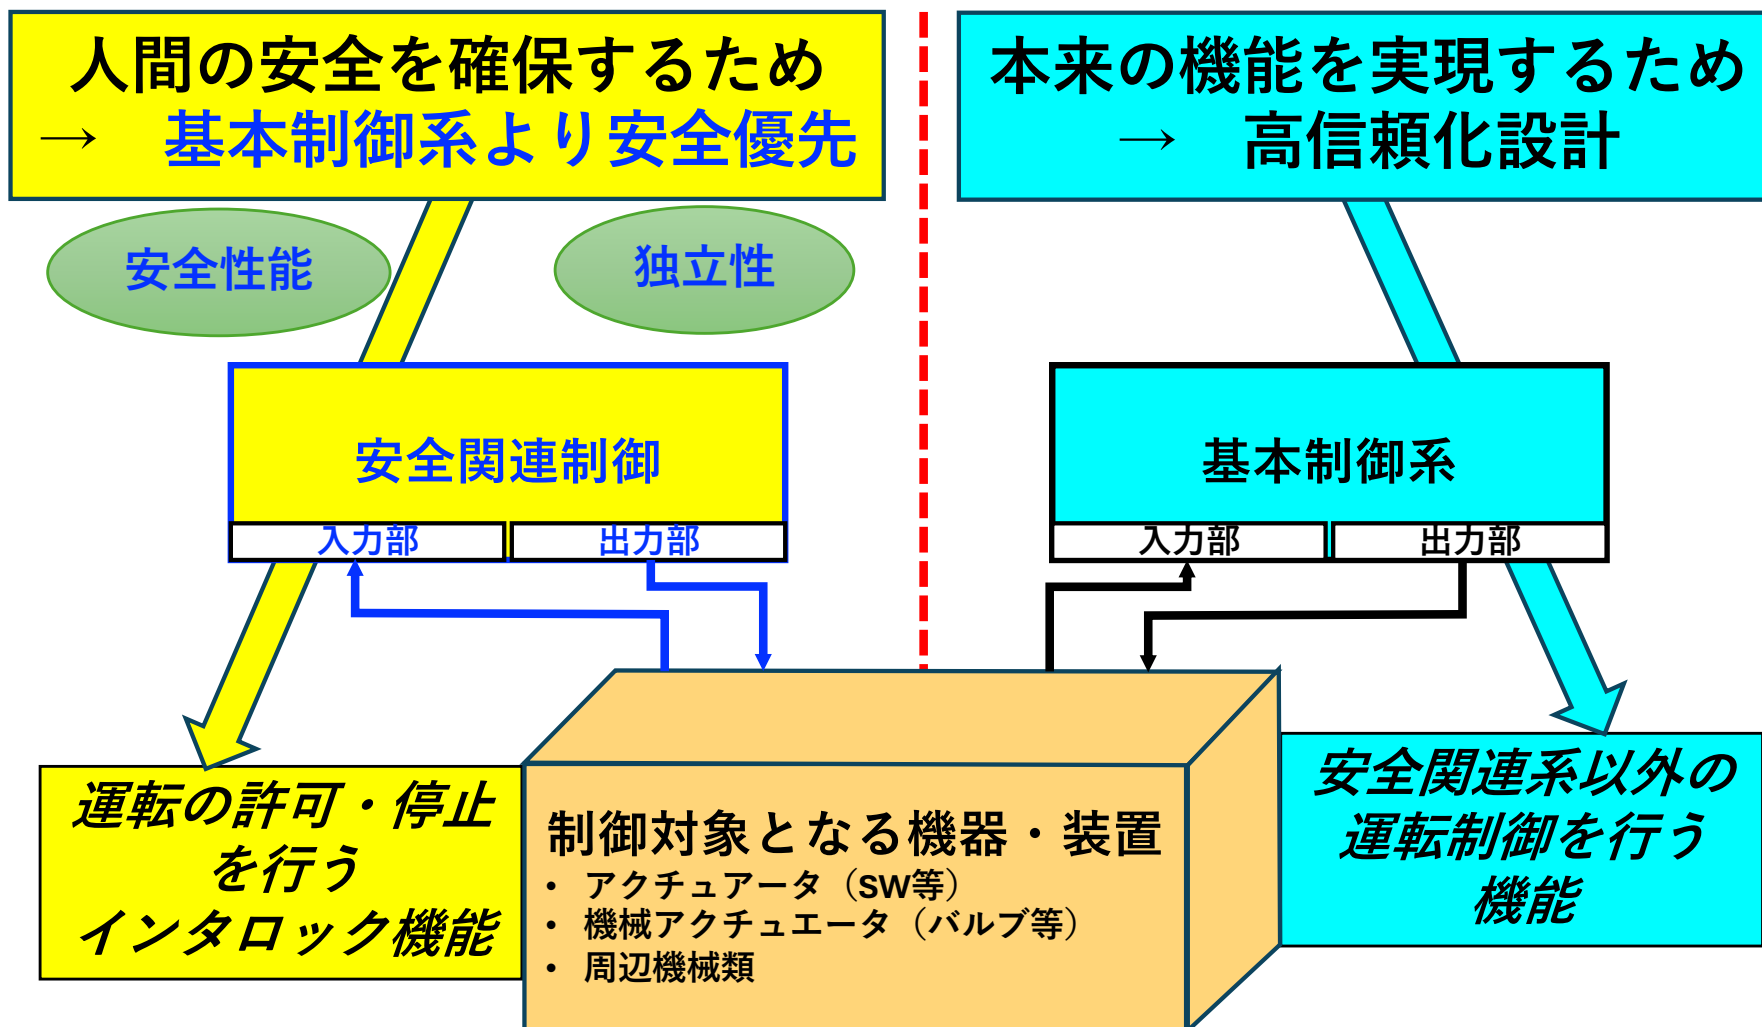 人間の安全を確保するため
→ 基本制御系より安全優先
本来の機能を実現するため
→ 高信頼化設計
安全性能
独立性
安全関連制御
入力部
出力部
基本制御系
入力部
出力部
運転の許可・停止
を行う
インタロック機能
制御対象となる機器・装置
• アクチュアータ（SW等）
• 機械アクチュエータ（バルブ等）
• 周辺機械類
安全関連系以外の
運転制御を行う
機能